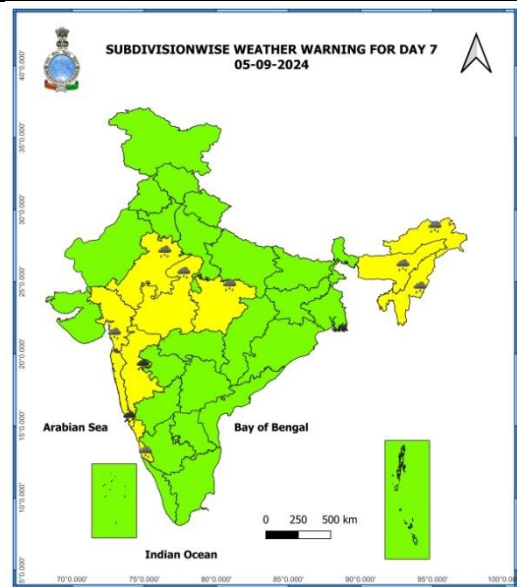 SUBDIVISIONWISE WEATHER WARNING FOR DAY 7
05-09-2024
40°0.000'
35°0.000'
30°0.000'
25°0.000'
20°0.000'
15°0.000'
10°0.000'
5°0.000'
Arabian Sea
Bay of Bengal
0 250 500 km
Indian Ocean
70°0.000' 75°0.000' 80°0.000' 85°0.000' 90°0.000' 95°0.000'